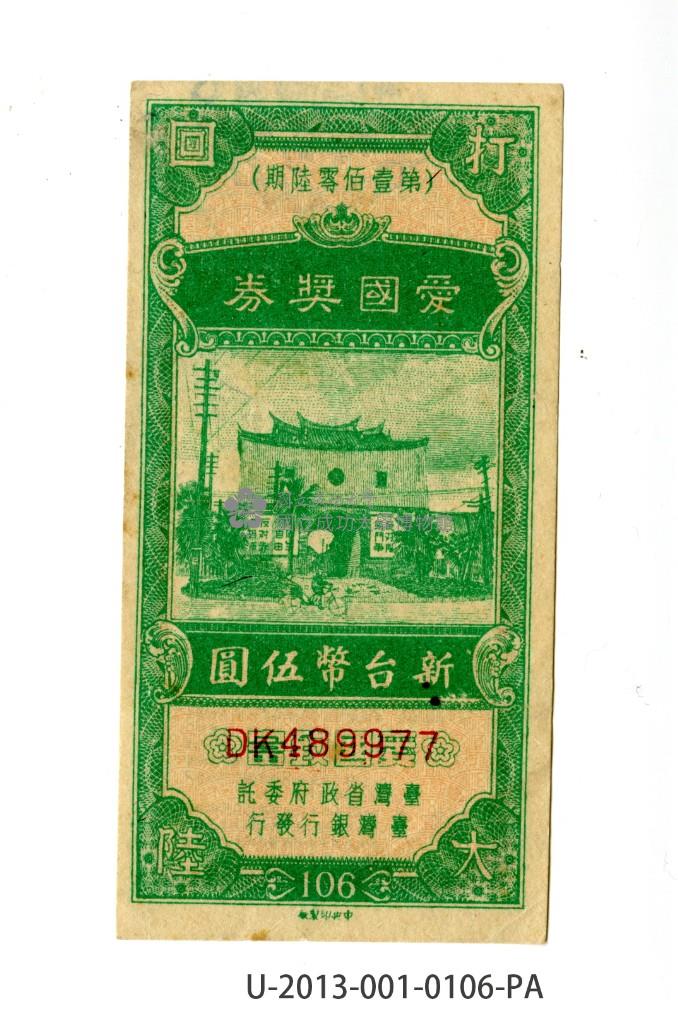 打回
(第壹佰零陸期)
愛國奬券
新台幣伍圓
DK489977
臺灣省政府委託
臺灣銀行發行
大陸
106
U-2013-001-0106-PA